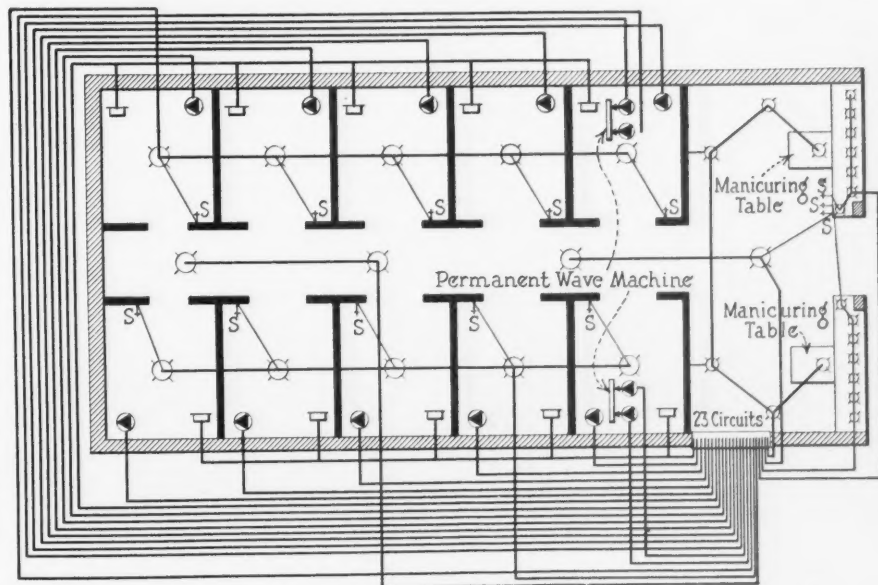 S S S S S
Manicuring
Table
S
S
S
Permanent Wave Machine
S S S S S
Manicuring
Table
23 Circuits